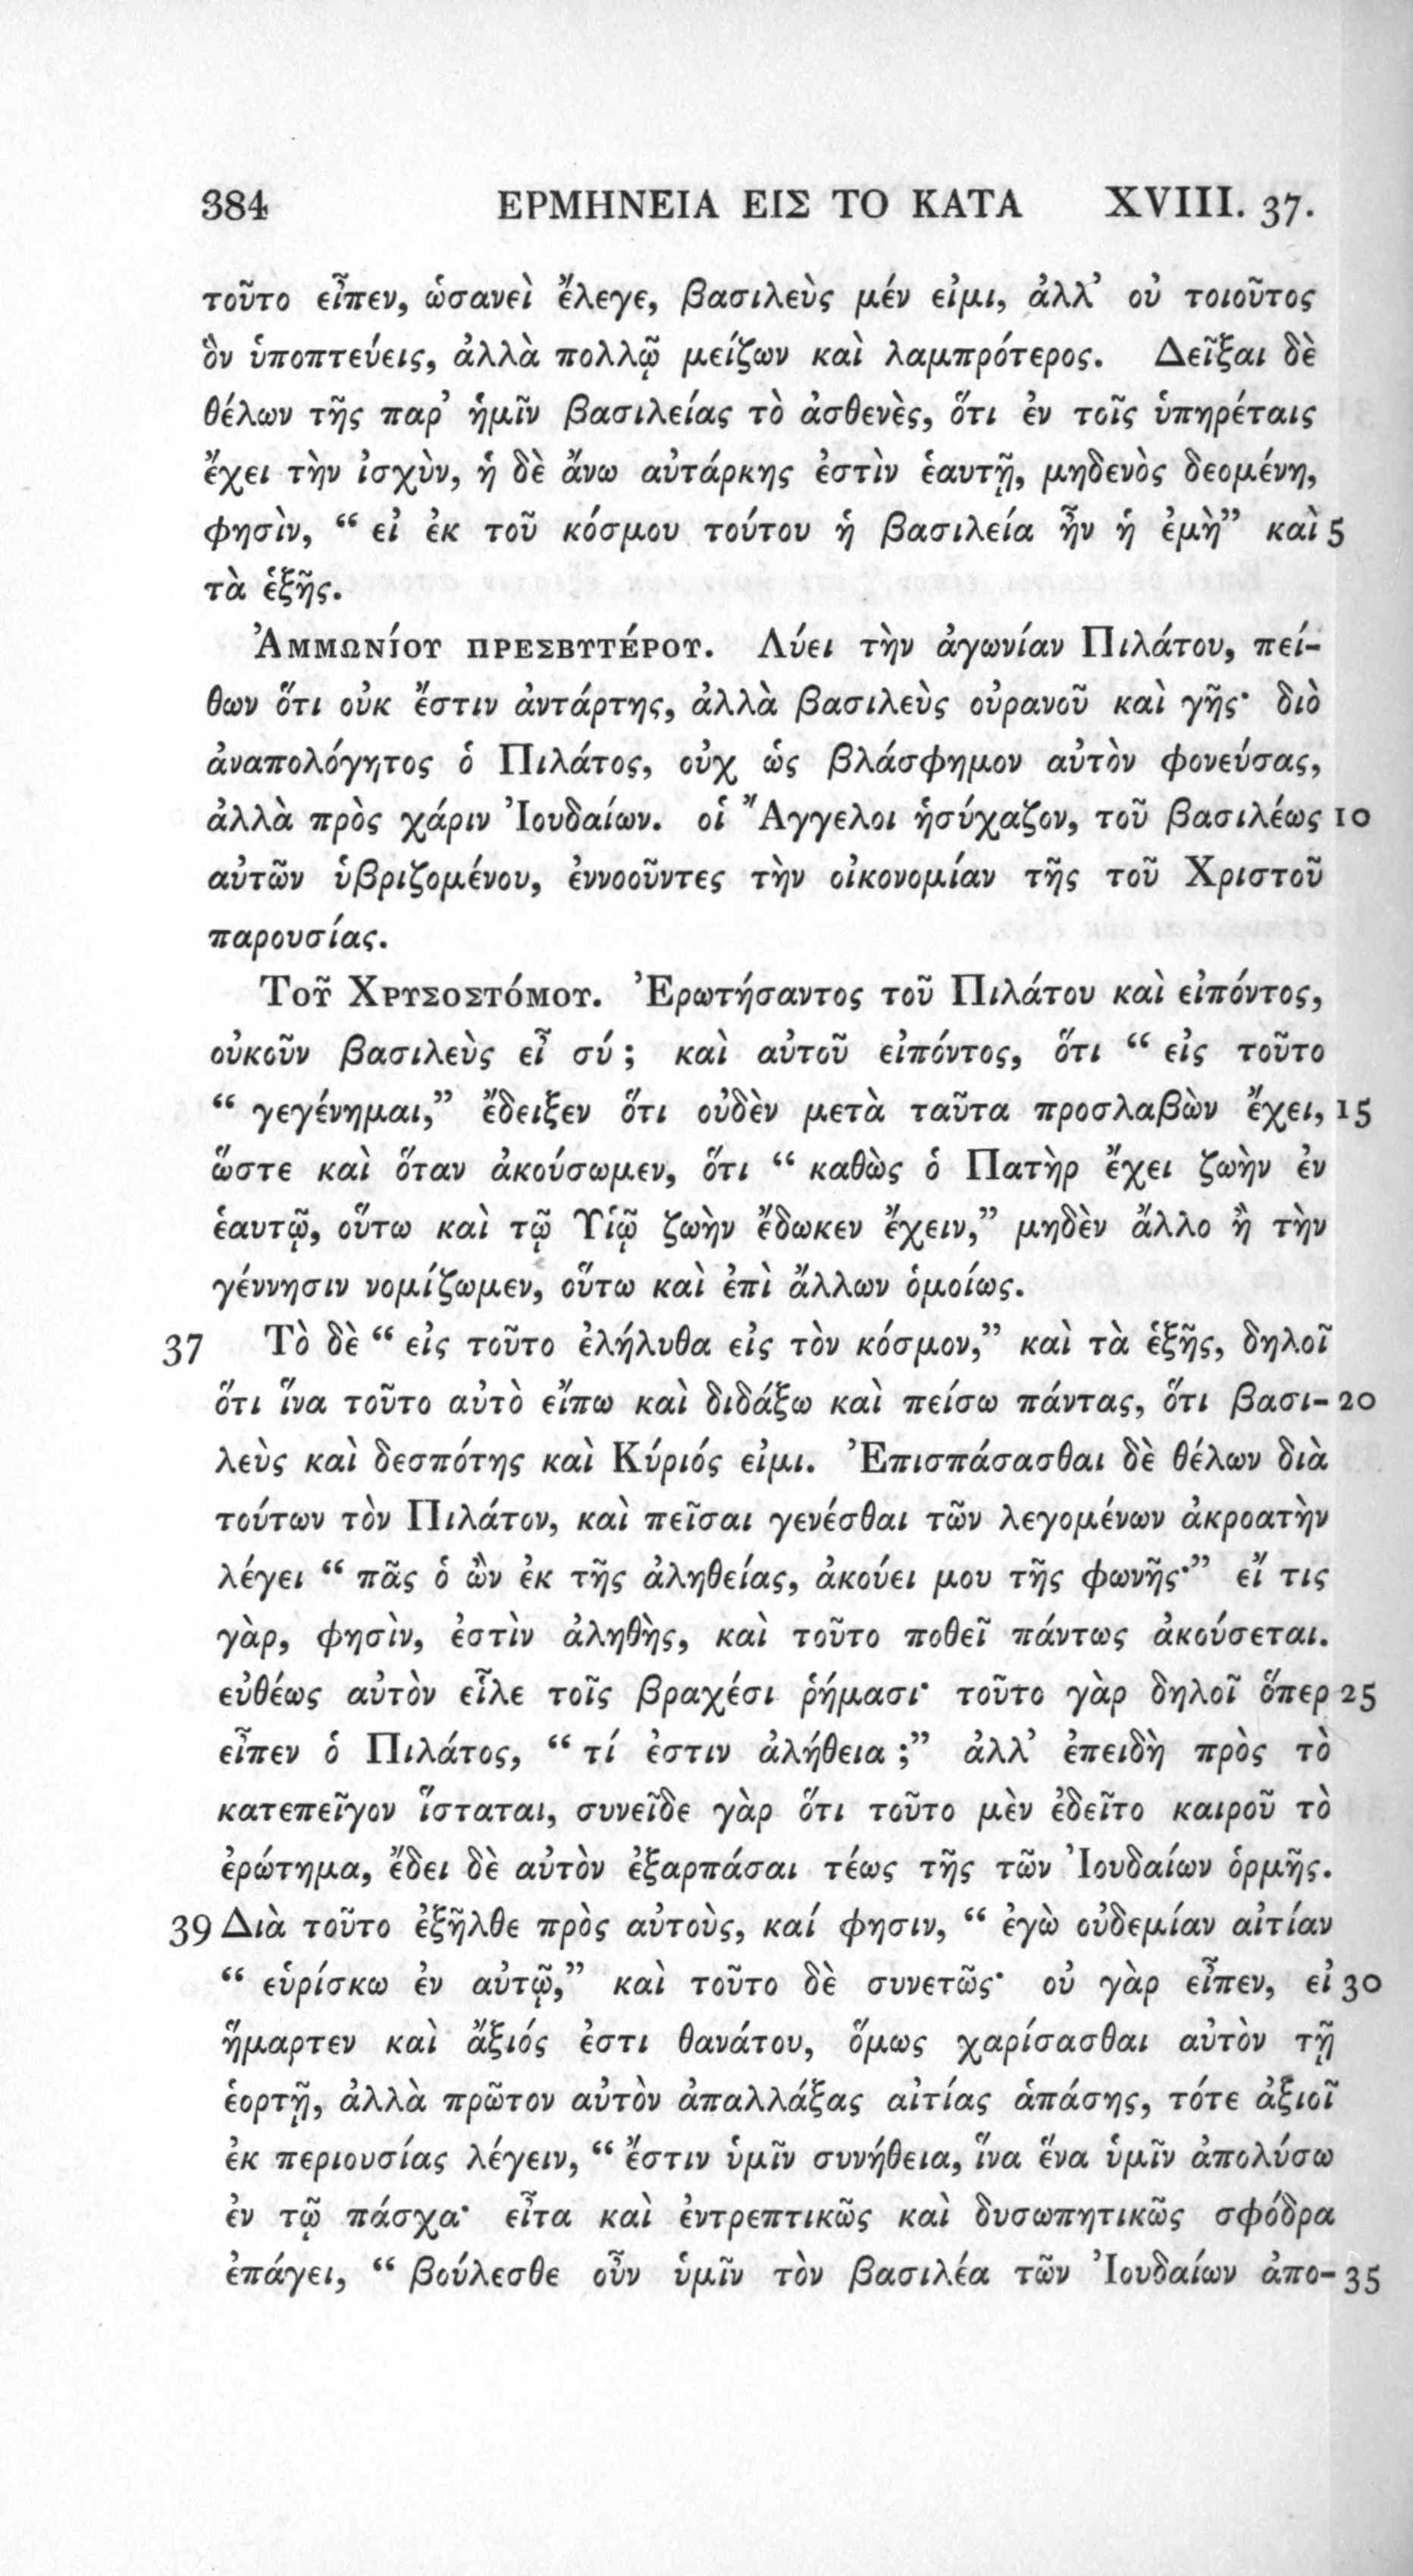 384 ΕΡΜΗΝΕΙΑ ΕΙΣ ΤΟ ΚΑΤΑ XVIII. 37.
τοῦτο εἶπεν, ὡσανεὶ ἔλεγε, βασιλεὺς μέν εἰμι, ἀλλ’ οὐ τοιοῦτος
ὃν ὑποπτεύεις, ἀλλὰ πολλῷ μείζων καὶ λαμπρότερος. Δεῖξαι δὲ
θέλων τῆς παρ’ ἡμῖν βασιλείας τὸ ἀσθενὲς, ὅτι ἐν τοῖς ὑπηρέταις
ἔχει τὴν ἰσχὺν, ἡ δὲ ἄνω αὐτάρκης ἐστὶν ἑαυτῇ, μηδενὸς δεομένη,
φησὶν, “ εἰ ἐκ τοῦ κόσμου τούτου ἡ βασιλεία ἦν ἡ ἐμὴ” καὶ 5
τὰ ἑξῆς.
Ἀμμωνίου πρεσβυτέρου. Λύει τὴν ἀγωνίαν Πιλάτου, πεί-
θων ὅτι οὐκ ἔστιν ἀντάρτης, ἀλλὰ βασιλεὺς οὐρανοῦ καὶ γῆς· διὸ
ἀναπολόγητος ὁ Πιλάτος, οὐχ ὡς βλάσφημον αὐτὸν φονεύσας,
ἀλλὰ πρὸς χάριν Ἰουδαίων. οἱ Ἄγγελοι ἡσύχαζον, τοῦ βασιλέως 10
αὐτῶν ὑβριζομένου, ἐννοοῦντες τὴν οἰκονομίαν τῆς τοῦ Χριστοῦ
παρουσίας.
Τοῦ Χρυσοστόμου. Ἐρωτήσαντος τοῦ Πιλάτου καὶ εἰπόντος,
οὐκοῦν βασιλεὺς εἶ σύ ; καὶ αὐτοῦ εἰπόντος, ὅτι “ εἰς τοῦτο
“ γεγένημαι,” ἔδειξεν ὅτι οὐδὲν μετὰ ταῦτα προσλαβὼν ἔχει, 15
ὥστε καὶ ὅταν ἀκούσωμεν, ὅτι “ καθὼς ὁ Πατὴρ ἔχει ζωὴν ἐν
ἑαυτῷ, οὕτω καὶ τῷ Υἱῷ ζωὴν ἔδωκεν ἔχειν,” μηδὲν ἄλλο ἢ τὴν
γέννησιν νομίζωμεν, οὕτω καὶ ἐπὶ ἄλλων ὁμοίως.
37 Τὸ δὲ “ εἰς τοῦτο ἐλήλυθα εἰς τὸν κόσμον,” καὶ τὰ ἑξῆς, δηλοῖ
ὅτι ἵνα τοῦτο αὐτὸ εἴπω καὶ διδάξω καὶ πείσω πάντας, ὅτι βασι- 20
λεὺς καὶ δεσπότης καὶ Κύριός εἰμι. Ἐπισπάσασθαι δὲ θέλων διὰ
τούτων τὸν Πιλάτον, καὶ πεῖσαι γενέσθαι τῶν λεγομένων ἀκροατὴν
λέγει “ πᾶς ὁ ὢν ἐκ τῆς ἀληθείας, ἀκούει μου τῆς φωνῆς·” εἴ τις
γὰρ, φησὶν, ἐστὶν ἀληθὴς, καὶ τοῦτο ποθεῖ πάντως ἀκούσεται.
εὐθέως αὐτὸν εἷλε τοῖς βραχέσι ῥήμασι· τοῦτο γὰρ δηλοῖ ὅπερ 25
εἶπεν ὁ Πιλάτος, “ τί ἐστιν ἀλήθεια ;” ἀλλ’ ἐπειδὴ πρὸς τὸ
κατεπεῖγον ἵσταται, συνεῖδε γὰρ ὅτι τοῦτο μὲν ἐδεῖτο καιροῦ τὸ
ἐρώτημα, ἔδει δὲ αὐτὸν ἐξαρπάσαι τέως τῆς τῶν Ἰουδαίων ὁρμῆς.
39 Διὰ τοῦτο ἐξῆλθε πρὸς αὐτοὺς, καί φησιν, “ ἐγὼ οὐδεμίαν αἰτίαν
“ εὑρίσκω ἐν αὐτῷ,” καὶ τοῦτο δὲ συνετῶς· οὐ γὰρ εἶπεν, εἰ 30
ἥμαρτεν καὶ ἄξιός ἐστι θανάτου, ὅμως χαρίσασθαι αὐτὸν τῇ
ἑορτῇ, ἀλλὰ πρῶτον αὐτὸν ἀπαλλάξας αἰτίας ἁπάσης, τότε ἀξιοῖ
ἐκ περιουσίας λέγειν, “ ἔστιν ὑμῖν συνήθεια, ἵνα ἕνα ὑμῖν ἀπολύσω
ἐν τῷ πάσχα· εἶτα καὶ ἐντρεπτικῶς καὶ δυσωπητικῶς σφόδρα
ἐπάγει, “ βούλεσθε οὖν ὑμῖν τὸν βασιλέα τῶν Ἰουδαίων ἀπο- 35